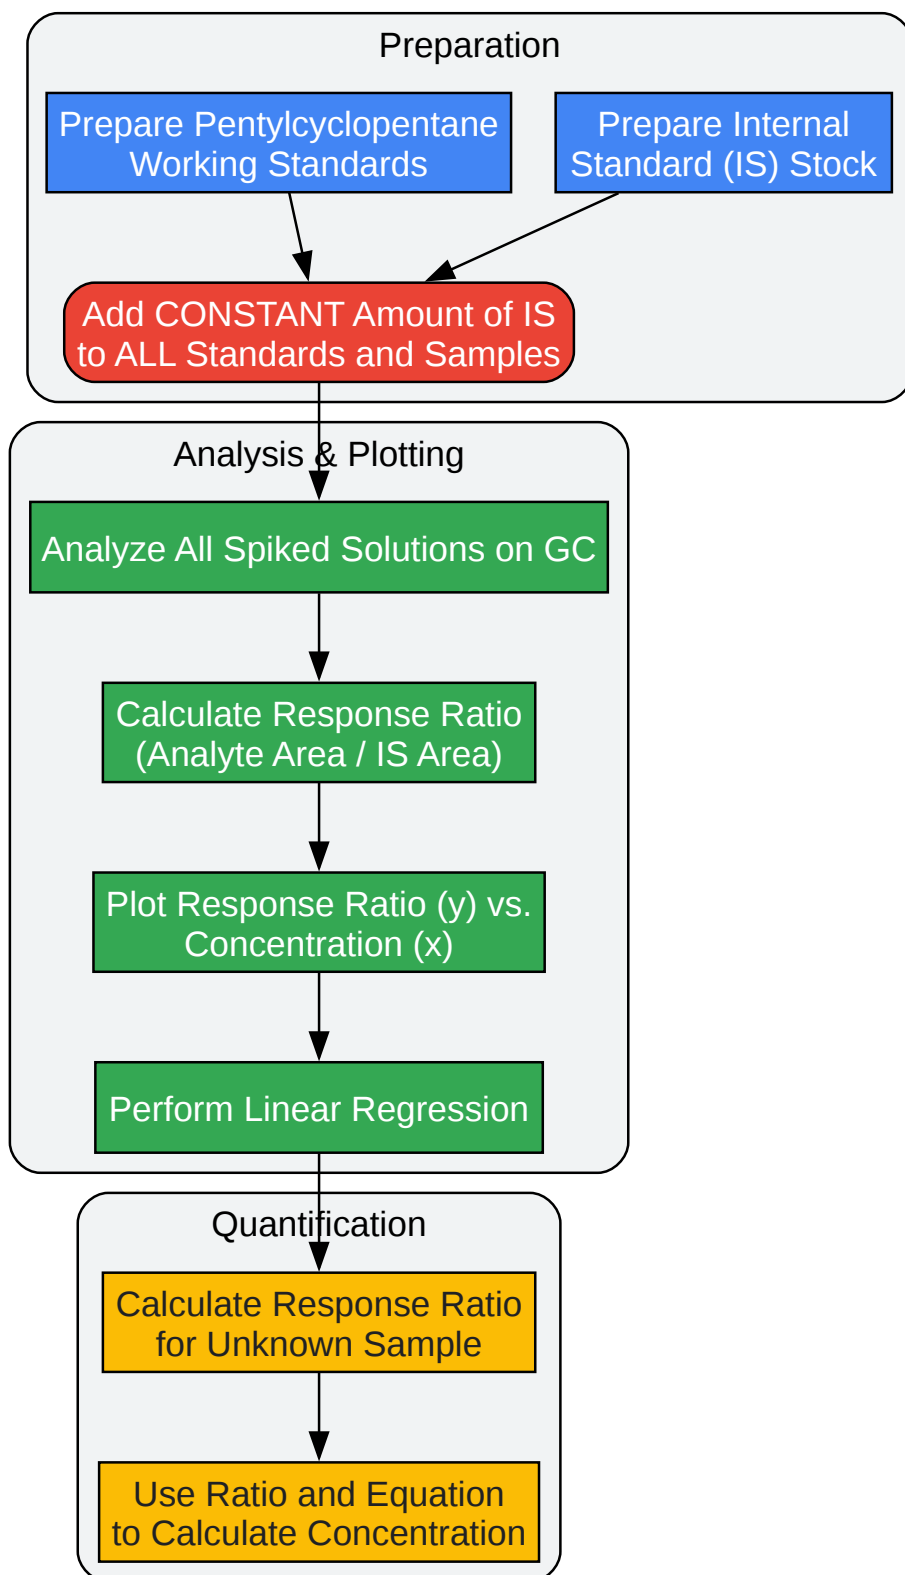 Preparation
Prepare Pentylcyclopentane
Working Standards
Prepare Internal
Standard (IS) Stock
Add CONSTANT Amount of IS
to ALL Standards and Samples
Analysis & Plotting
Analyze All Spiked Solutions on GC
Calculate Response Ratio
(Analyte Area / IS Area)
Plot Response Ratio (y) vs.
Concentration (x)
Perform Linear Regression
Quantification
Calculate Response Ratio
for Unknown Sample
Use Ratio and Equation
to Calculate Concentration